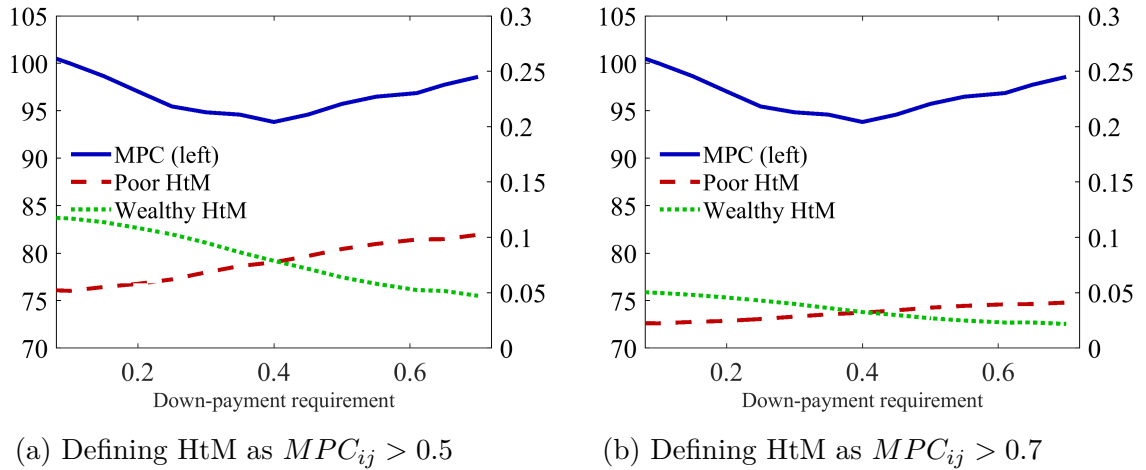 105
100
95
90
85
80
75
70
0.3
0.25
0.2
0.15
0.1
0.05
0
MPC (left)
Poor HtM
Wealthy HtM
0.2 0.4 0.6
Down-payment requirement
(a) Defining HtM as MPC_{ij} > 0.5
105
100
95
90
85
80
75
70
0.3
0.25
0.2
0.15
0.1
0.05
0
MPC (left)
Poor HtM
Wealthy HtM
0.2 0.4 0.6
Down-payment requirement
(b) Defining HtM as MPC_{ij} > 0.7